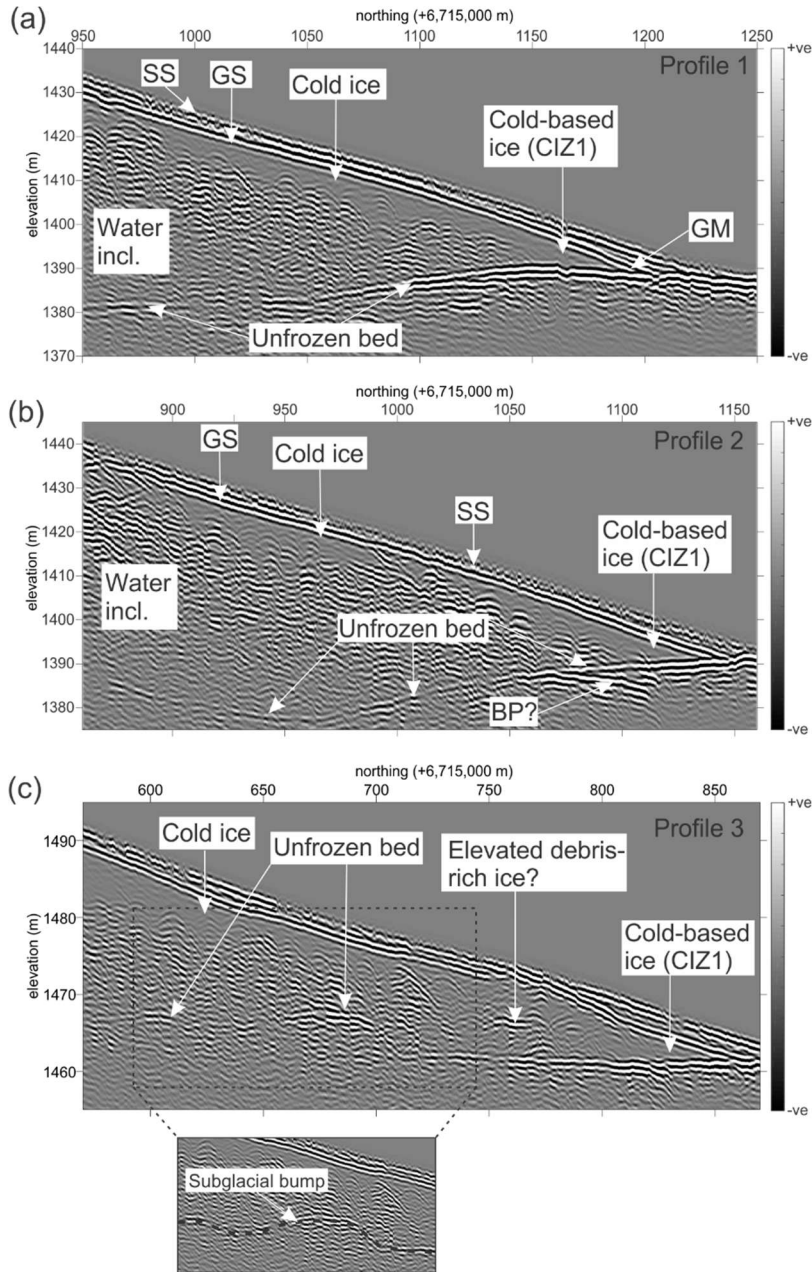 (a)
northing (+6,715,000 m)
950 1000 1050 1100 1150 1200 1250
1440
1430
1420
1410
1400
1390
1380
1370
elevation (m)
Profile 1
SS
GS
Cold ice
Cold-based
ice (CIZ1)
GM
Water
incl.
Unfrozen bed
+ve
-ve
(b)
northing (+6,715,000 m)
900 950 1000 1050 1100 1150
1440
1430
1420
1410
1400
1390
1380
elevation (m)
Profile 2
GS
Cold ice
SS
Cold-based
ice (CIZ1)
Water
incl.
Unfrozen bed
BP?
+ve
-ve
(c)
northing (+6,715,000 m)
600 650 700 750 800 850
1490
1480
1470
1460
elevation (m)
Profile 3
Cold ice
Unfrozen bed
Elevated debris-
rich ice?
Cold-based
ice (CIZ1)
+ve
-ve
Subglacial bump